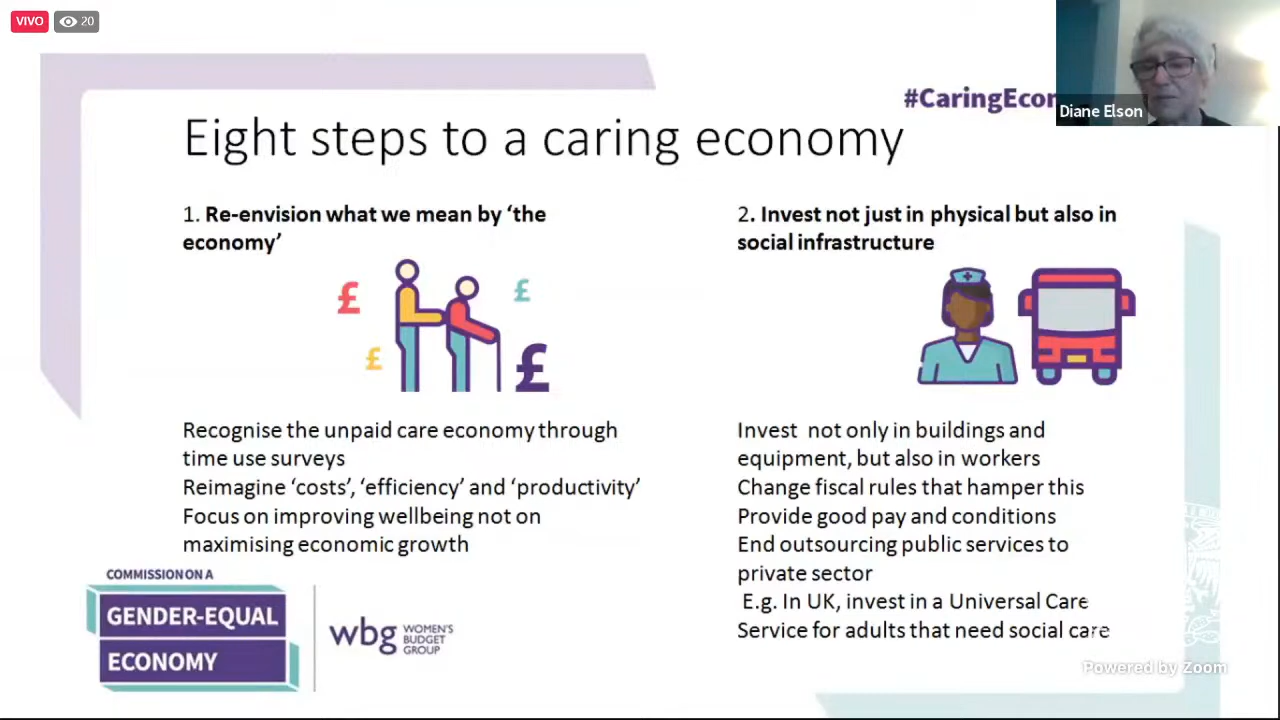 VIVO 20
#CaringEcon
Diane Elson
Eight steps to a caring economy
1. Re-envision what we mean by ‘the
economy’
£
£
£
£
Recognise the unpaid care economy through
time use surveys
Reimagine ‘costs’, ‘efficiency’ and ‘productivity’
Focus on improving wellbeing not on
maximising economic growth
2. Invest not just in physical but also in
social infrastructure
Invest not only in buildings and
equipment, but also in workers
Change fiscal rules that hamper this
Provide good pay and conditions
End outsourcing public services to
private sector
E.g. In UK, invest in a Universal Care
Service for adults that need social care
COMMISSION ON A
GENDER-EQUAL
ECONOMY
wbg
WOMEN'S
BUDGET
GROUP
Powered by Zoom